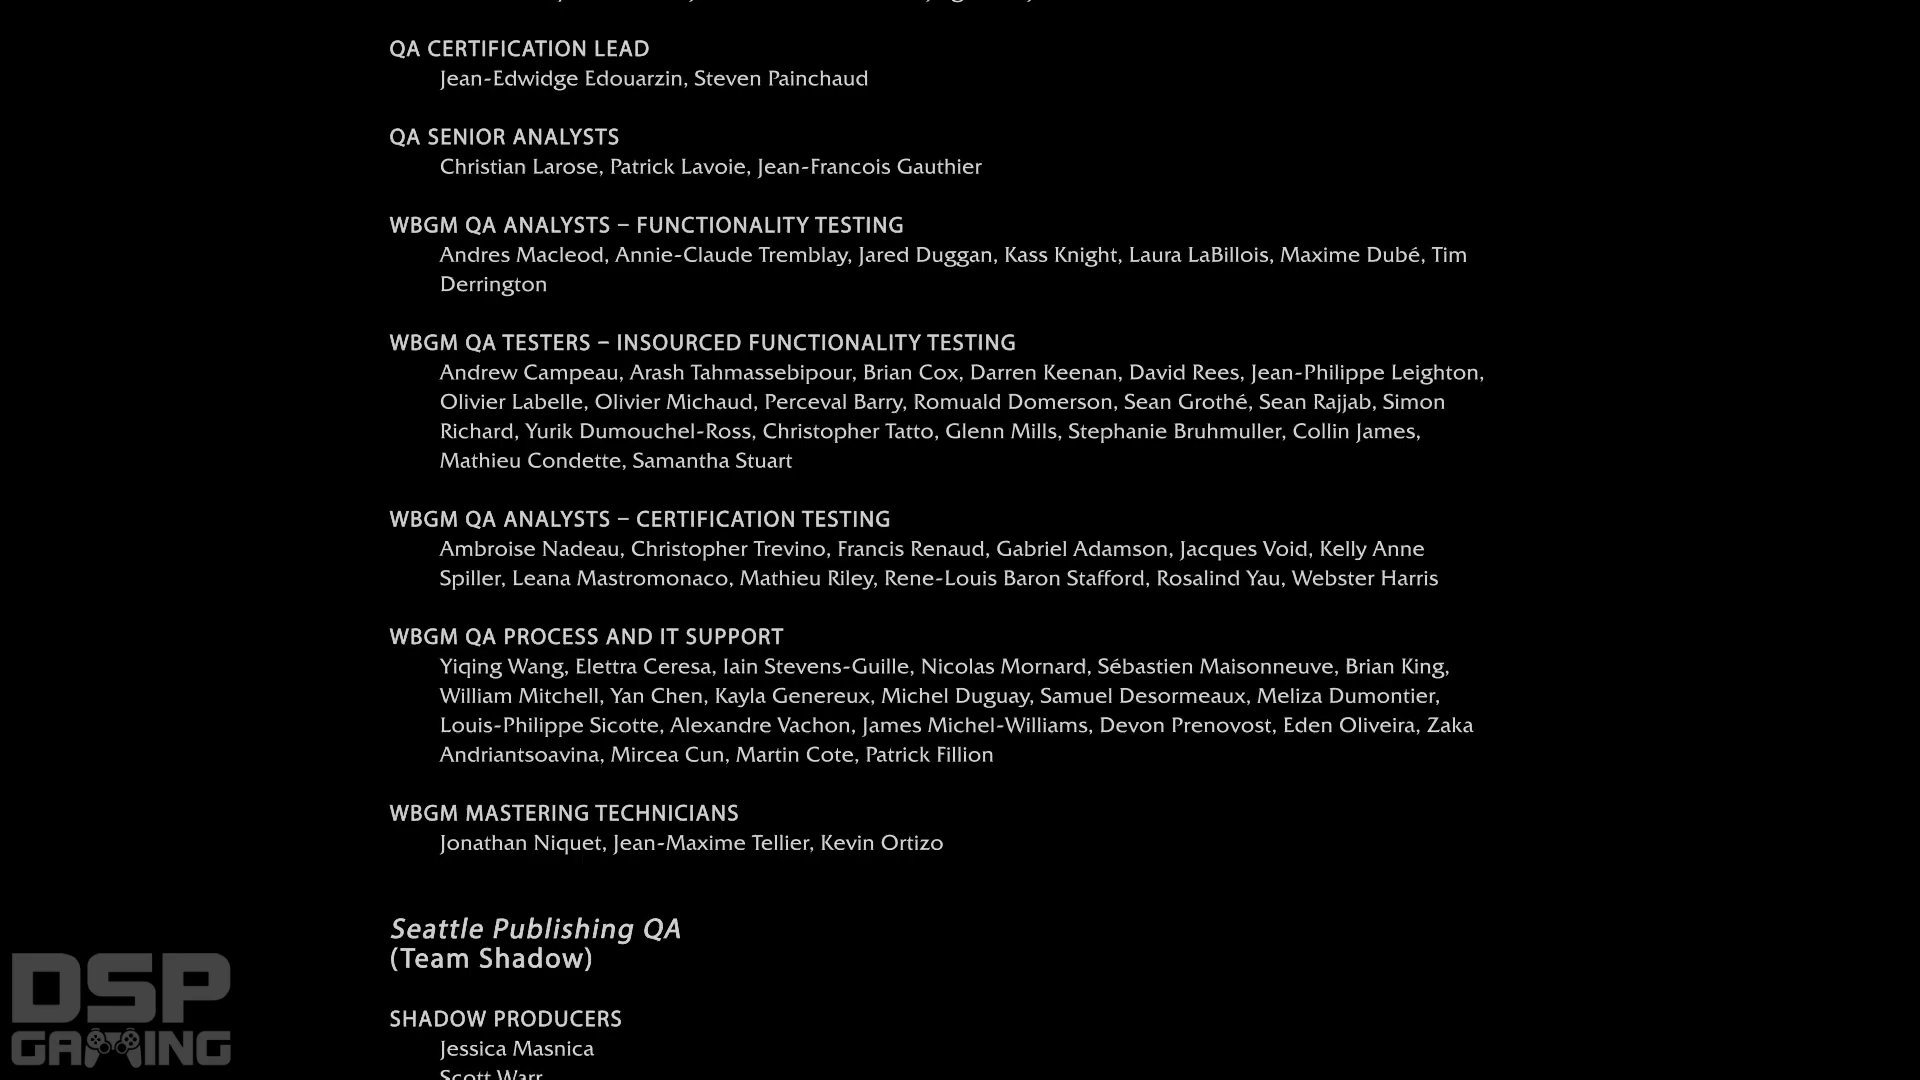 QA CERTIFICATION LEAD
Jean-Edwidge Edouarzin, Steven Painchaud
QA SENIOR ANALYSTS
Christian Larose, Patrick Lavoie, Jean-Francois Gauthier
WBGM QA ANALYSTS – FUNCTIONALITY TESTING
Andres Macleod, Annie-Claude Tremblay, Jared Duggan, Kass Knight, Laura LaBillois, Maxime Dubé, Tim
Derrington
WBGM QA TESTERS – INSOURCED FUNCTIONALITY TESTING
Andrew Campeau, Arash Tahmassebipour, Brian Cox, Darren Keenan, David Rees, Jean-Philippe Leighton,
Olivier Labelle, Olivier Michaud, Perceval Barry, Romuald Domerson, Sean Grothé, Sean Rajjab, Simon
Richard, Yurik Dumouchel-Ross, Christopher Tatto, Glenn Mills, Stephanie Bruhmuller, Collin James,
Mathieu Condette, Samantha Stuart
WBGM QA ANALYSTS – CERTIFICATION TESTING
Ambroise Nadeau, Christopher Trevino, Francis Renaud, Gabriel Adamson, Jacques Void, Kelly Anne
Spiller, Leana Mastromonaco, Mathieu Riley, Rene-Louis Baron Stafford, Rosalind Yau, Webster Harris
WBGM QA PROCESS AND IT SUPPORT
Yiqing Wang, Elettra Ceresa, Iain Stevens-Guille, Nicolas Mornard, Sébastien Maisonneuve, Brian King,
William Mitchell, Yan Chen, Kayla Genereux, Michel Duguay, Samuel Desormeaux, Meliza Dumontier,
Louis-Philippe Sicotte, Alexandre Vachon, James Michel-Williams, Devon Prenovost, Eden Oliveira, Zaka
Andriantsoavina, Mircea Cun, Martin Cote, Patrick Fillion
WBGM MASTERING TECHNICIANS
Jonathan Niquet, Jean-Maxime Tellier, Kevin Ortizo
Seattle Publishing QA
(Team Shadow)
SHADOW PRODUCERS
Jessica Masnica
Scott Warr
DSP
GAMING